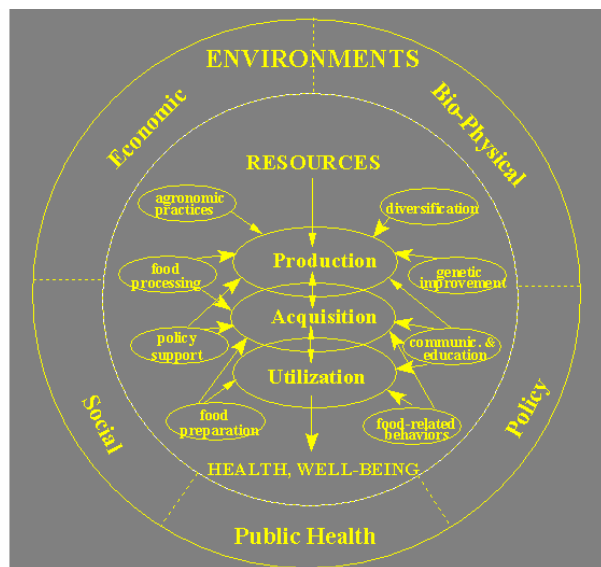 ENVIRONMENTS
Economic
Bio-Physical
RESOURCES
agronomic
practices
diversification
Production
food
processing
genetic
improvement
Acquisition
policy
support
communic. &
education
Utilization
food
preparation
food-related
behaviors
Social
Policy
HEALTH, WELL-BEING
Public Health